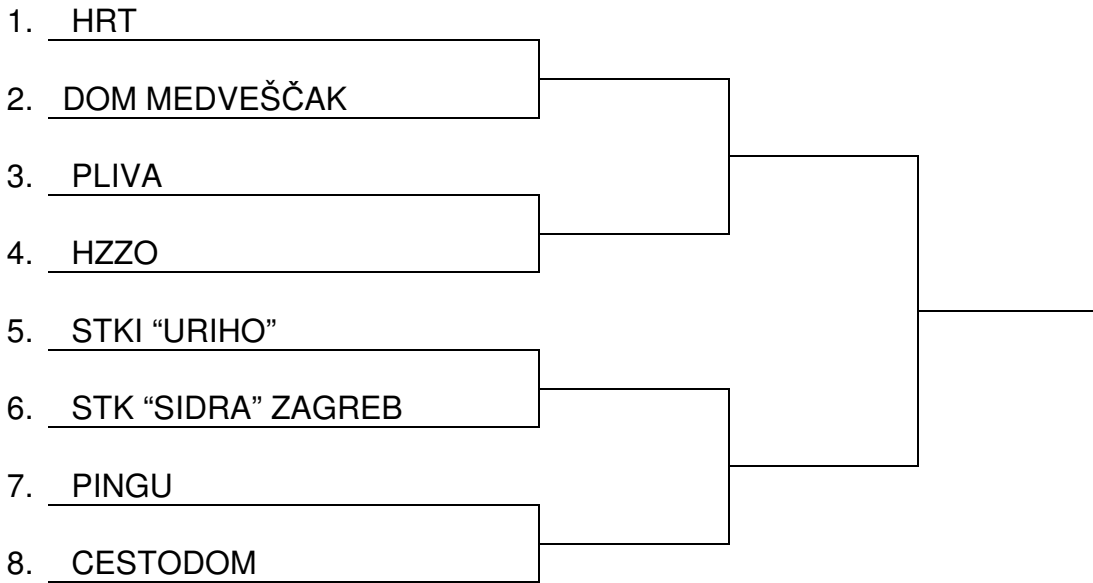 1. HRT
2. DOM MEDVEŠČAK
3. PLIVA
4. HZZO
5. STKI “URIHO”
6. STK “SIDRA” ZAGREB
7. PINGU
8. CESTODOM